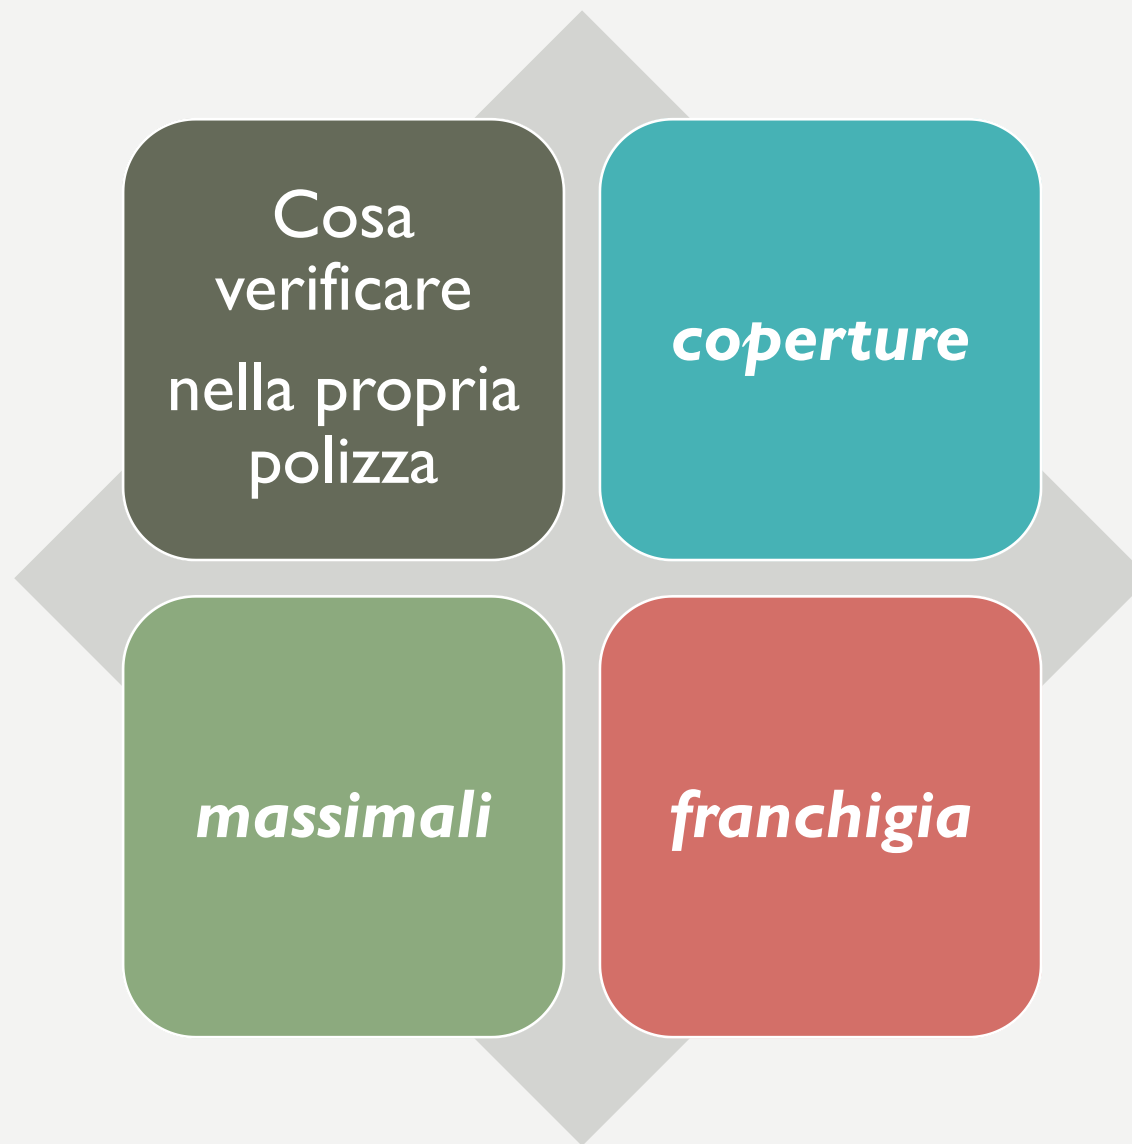 Cosa
verificare
nella propria
polizza
coperture
massimali
franchigia